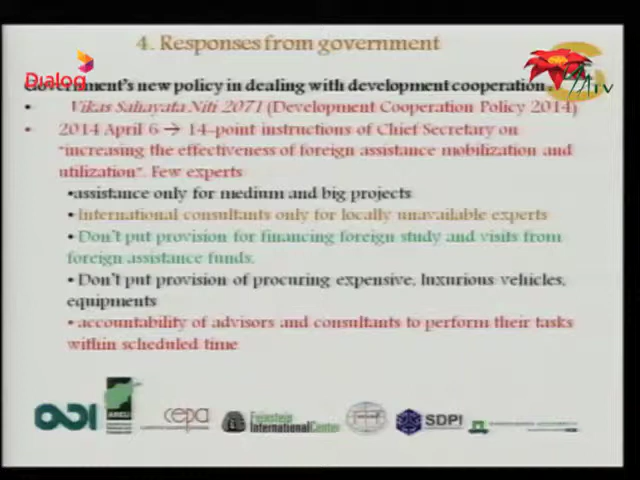 4. Responses from government
Dialog
Government's new policy in dealing with development cooperation
TV
• Vikas Sahayata Niti 2071 (Development Cooperation Policy 2014)
• 2014 April 6 → 14-point instructions of Chief Secretary on
"increasing the effectiveness of foreign assistance mobilization and
utilization". Few experts
•assistance only for medium and big projects
•International consultants only for locally unavailable experts
•Don't put provision for financing foreign study and visits from
foreign assistance funds.
•Don't put provision of procuring expensive, luxurious vehicles,
equipments
•accountability of advisors and consultants to perform their tasks
within scheduled time
ODI
cepa
Feinstein
International Center
SDPI